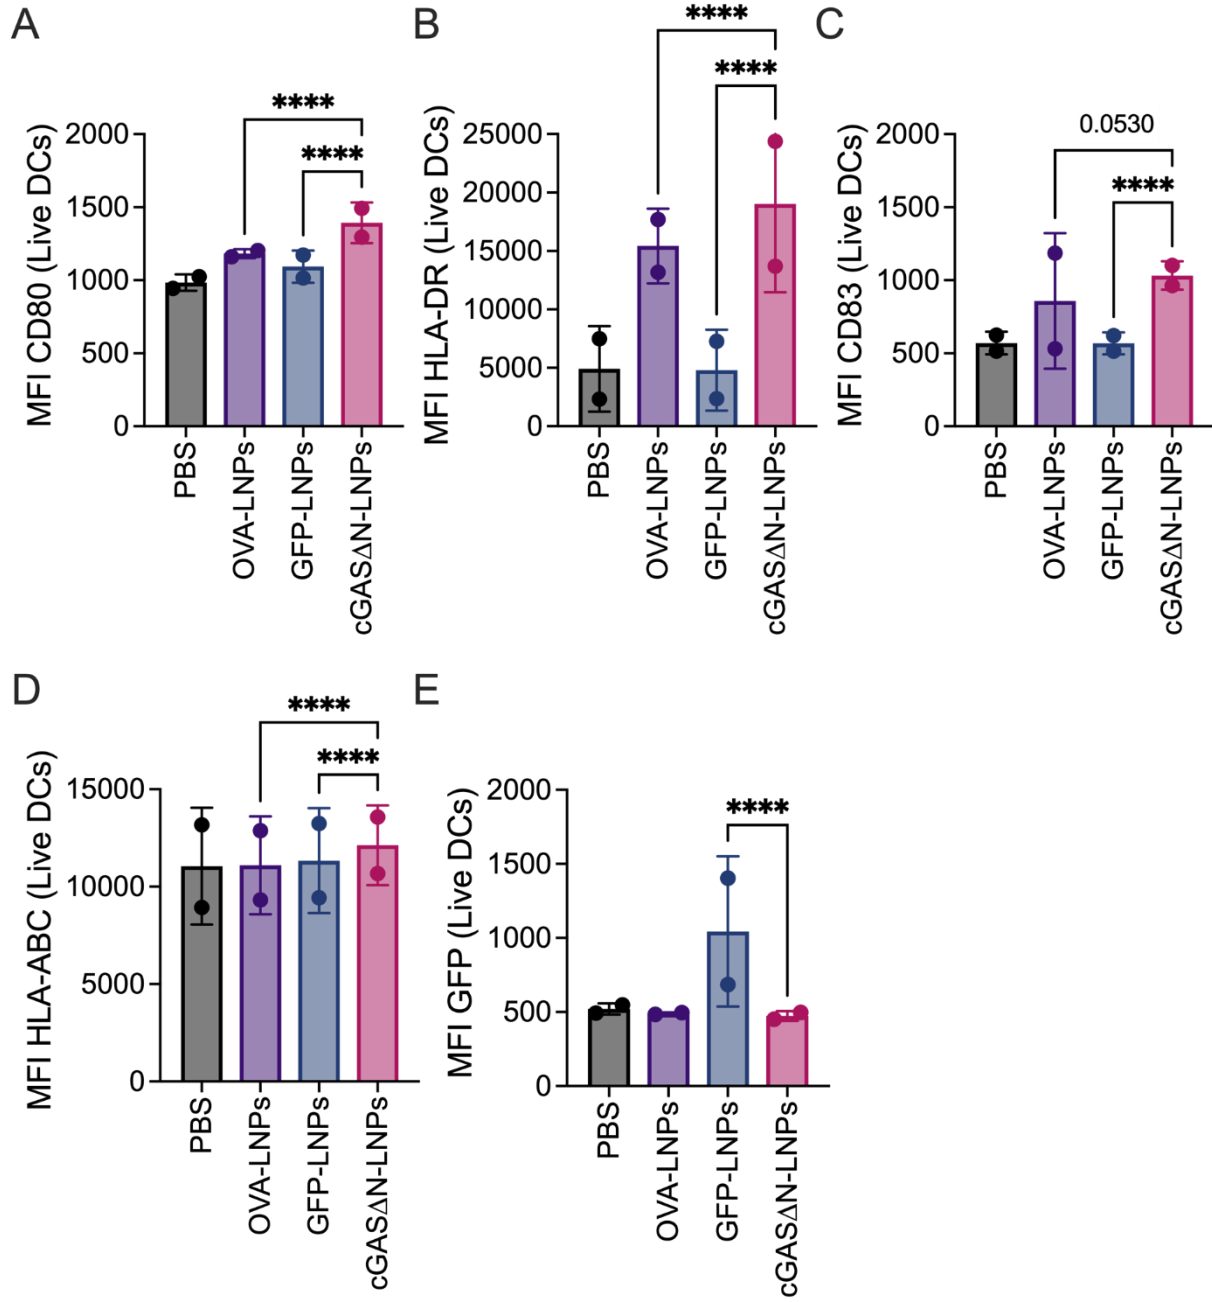 A
MFI CD80 (Live DCs)
2000
1500
1000
500
0
****
****
PBS
OVA-LNPs
GFP-LNPs
cGASΔN-LNPs
B
MFI HLA-DR (Live DCs)
25000
20000
15000
10000
5000
0
****
****
PBS
OVA-LNPs
GFP-LNPs
cGASΔN-LNPs
C
MFI CD83 (Live DCs)
2000
1500
1000
500
0
0.0530
****
PBS
OVA-LNPs
GFP-LNPs
cGASΔN-LNPs
D
MFI HLA-ABC (Live DCs)
15000
10000
5000
0
****
****
PBS
OVA-LNPs
GFP-LNPs
cGASΔN-LNPs
E
MFI GFP (Live DCs)
2000
1500
1000
500
0
****
PBS
OVA-LNPs
GFP-LNPs
cGASΔN-LNPs